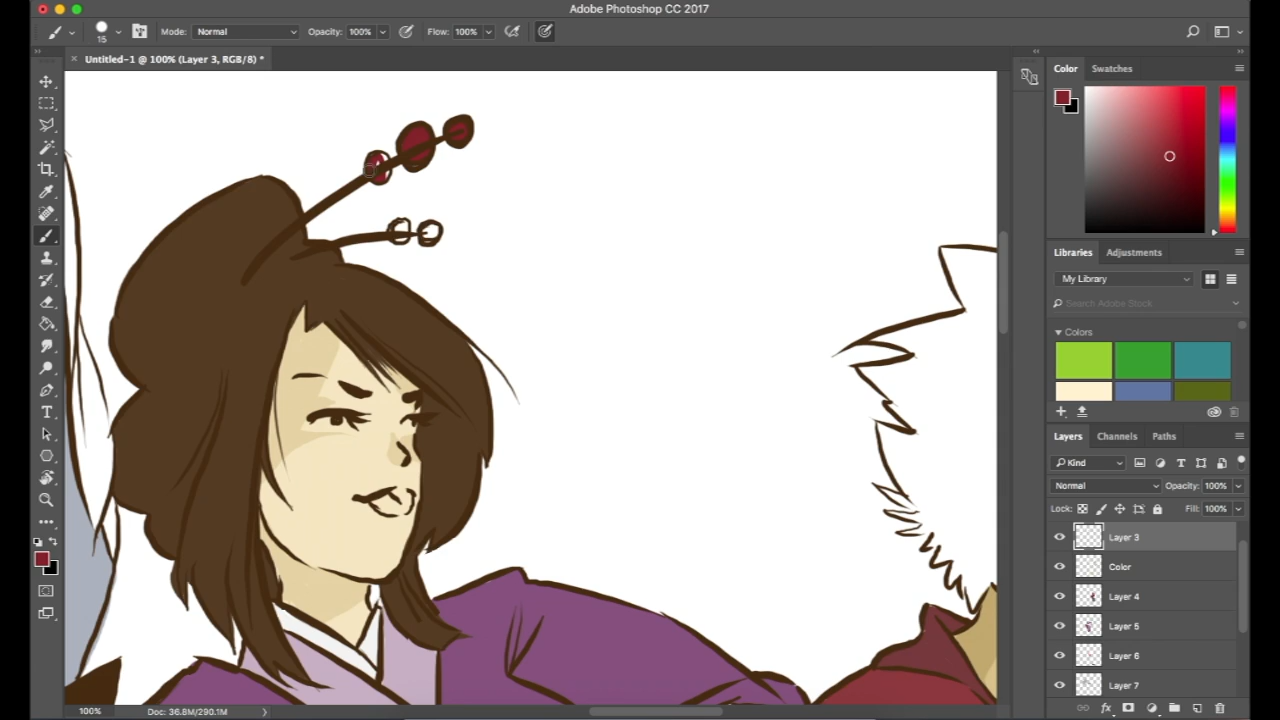 Adobe Photoshop CC 2017
15
Mode: Normal Opacity: 100% Flow: 100%
Untitled-1 @ 100% (Layer 3, RGB/8) *
Color Swatches
Libraries Adjustments
My Library
Search Adobe Stock
Colors
Layers Channels Paths
Kind
Normal Opacity: 100%
Lock: Fill: 100%
Layer 3
Color
Layer 4
Layer 5
Layer 6
Layer 7
100% Doc: 36.8M/290.1M